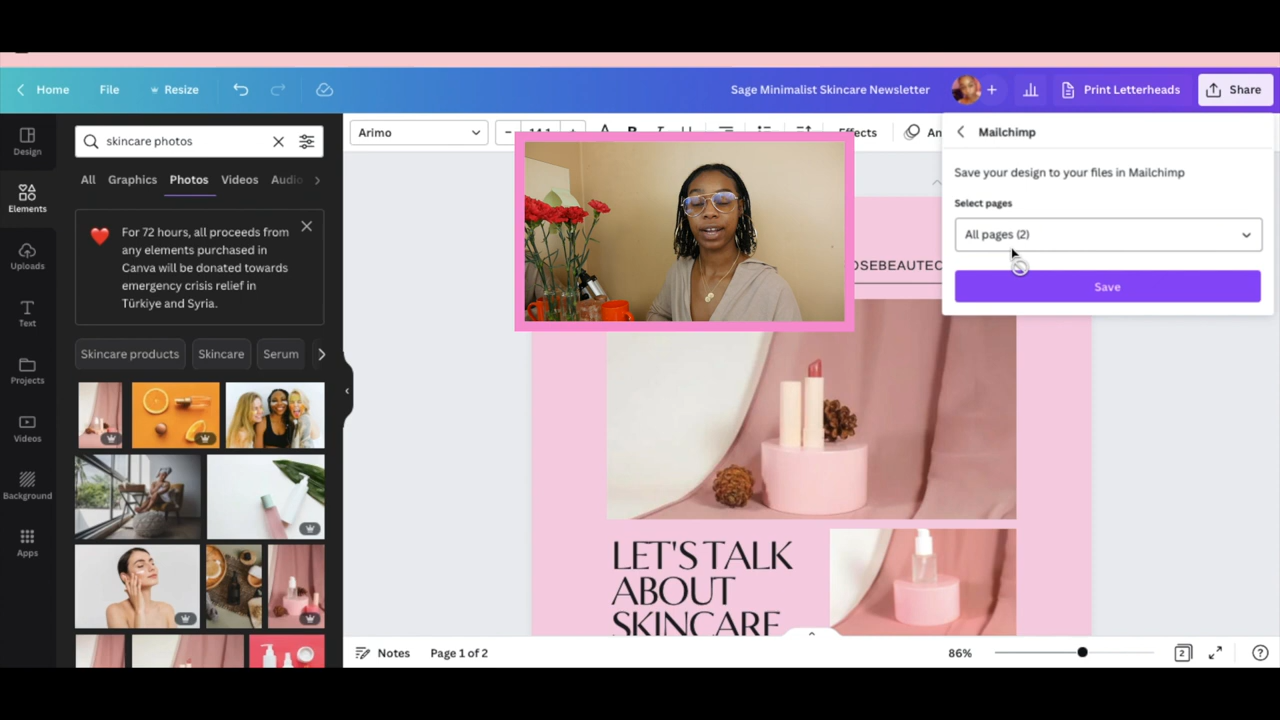 Home File Resize Sage Minimalist Skincare Newsletter + Print Letterheads Share
Design
Elements
Uploads
Text
Projects
Videos
Background
Apps
skincare photos
All Graphics Photos Videos Audio
For 72 hours, all proceeds from
any elements purchased in
Canva will be donated towards
emergency crisis relief in
Türkiye and Syria.
Skincare products Skincare Serum
Arimo
Effects An
Mailchimp
Save your design to your files in Mailchimp
Select pages
All pages (2)
Save
OSEBEAUTEC
LET'S TALK
ABOUT
SKINCARE
Notes Page 1 of 2 86% 2 ?